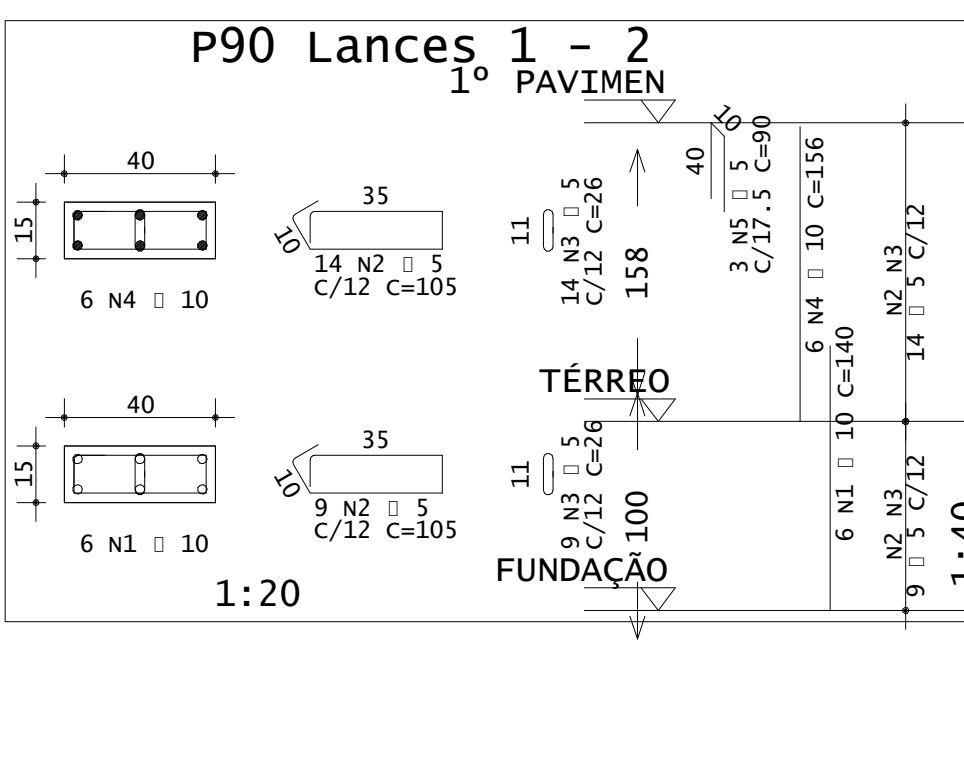 P90 Lances 1 - 2
1º PAVIMEN
40
15
6 N4 ▯ 10
35
10
14 N2 ▯ 5
C/12 C=105
11
14 N3 ▯ 5
C/12 C=26
158
40
10
3 N5 ▯ 5
C/17.5 C=90
6 N4 ▯ 10 C=156
N2 N3
14 ▯ 5 C/12
TÉRREO
40
15
6 N1 ▯ 10
35
10
9 N2 ▯ 5
C/12 C=105
11
9 N3 ▯ 5
C/12 C=26
100
6 N1 ▯ 10 C=140
N2 N3
9 ▯ 5 C/12
FUNDAÇÃO
1:20
1:40